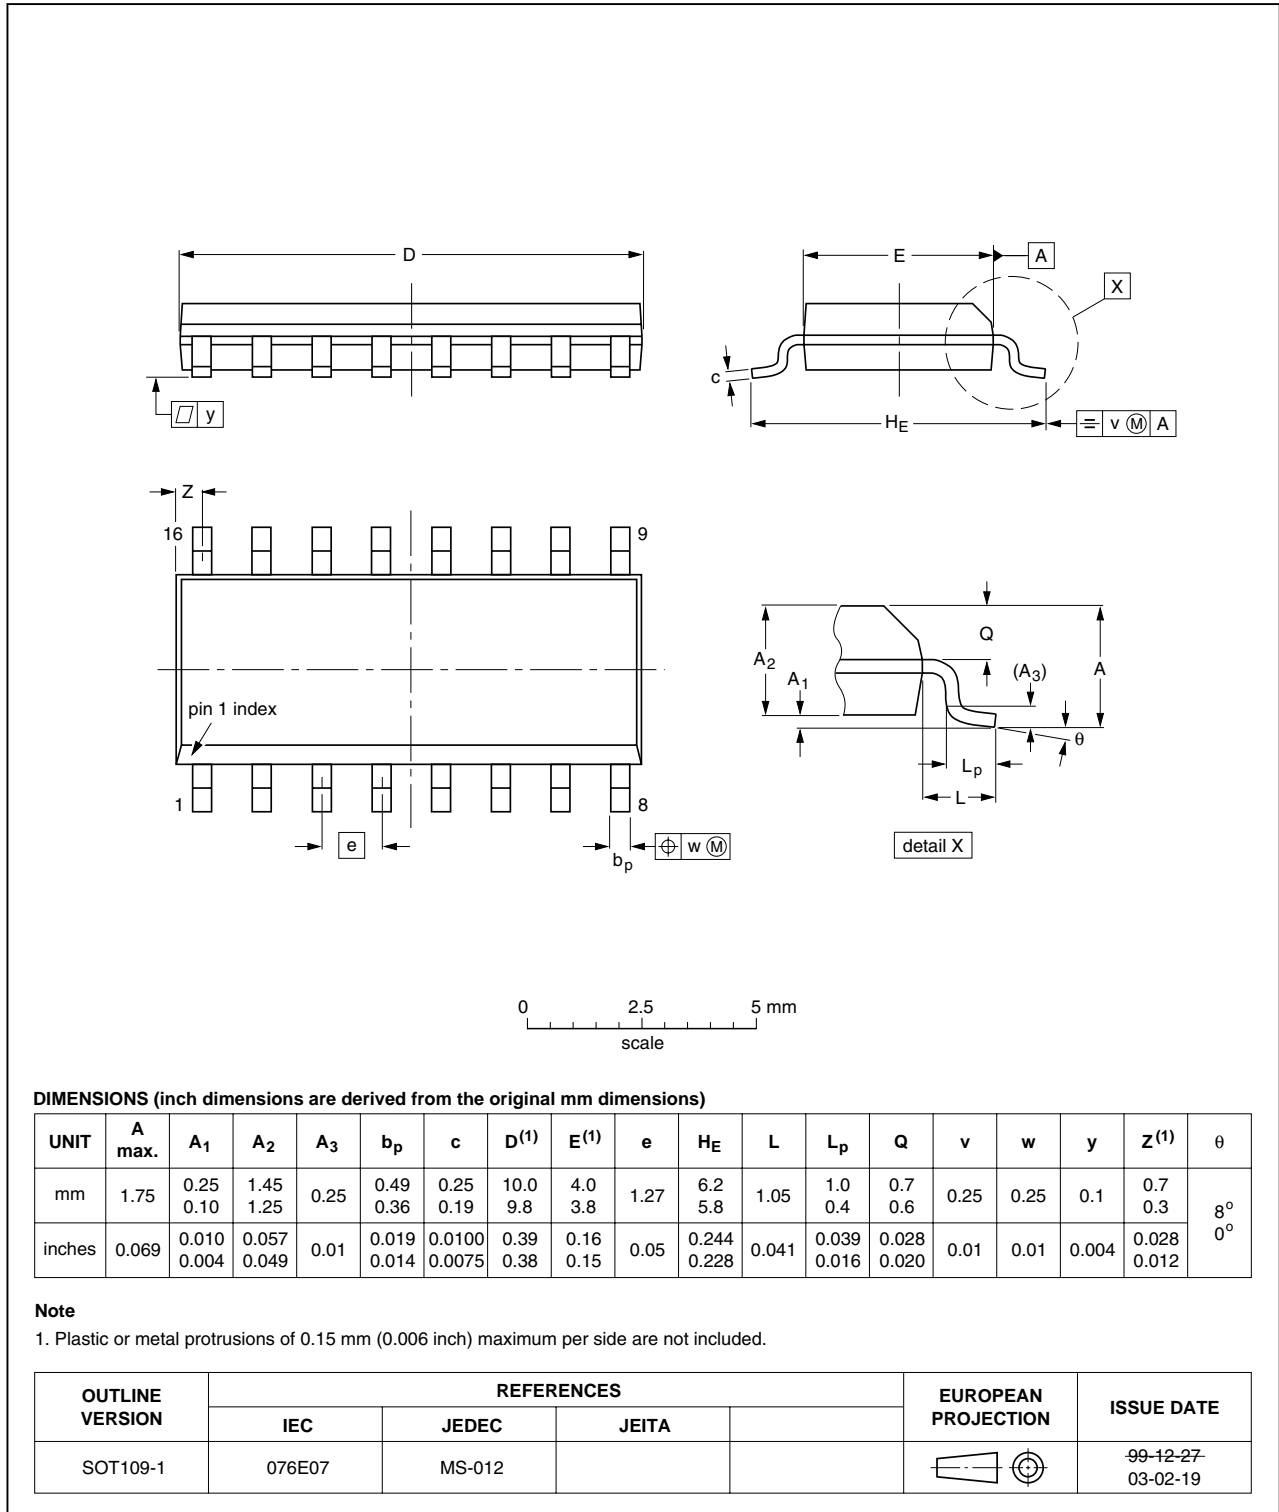 D
E
A
X
c
y
HE
v M A
Z
16
9
pin 1 index
1
8
e
bp
w M
A2
A1
Q
(A3)
A
θ
Lp
L
detail X
0 2.5 5 mm
scale
DIMENSIONS (inch dimensions are derived from the original mm dimensions)
UNIT A max. A1 A2 A3 bp c D(1) E(1) e HE L Lp Q v w y Z(1) θ
mm 1.75 0.25 0.10 1.45 1.25 0.25 0.49 0.36 0.25 0.19 10.0 9.8 4.0 3.8 1.27 6.2 5.8 1.05 1.0 0.4 0.7 0.6 0.25 0.25 0.1 0.7 0.3 8° 0°
inches 0.069 0.010 0.004 0.057 0.049 0.01 0.019 0.014 0.0100 0.0075 0.39 0.38 0.16 0.15 0.05 0.244 0.228 0.041 0.039 0.016 0.028 0.020 0.01 0.01 0.004 0.028 0.012
Note
1. Plastic or metal protrusions of 0.15 mm (0.006 inch) maximum per side are not included.
OUTLINE VERSION REFERENCES EUROPEAN PROJECTION ISSUE DATE
IEC JEDEC JEITA
SOT109-1 076E07 MS-012 99-12-27
03-02-19